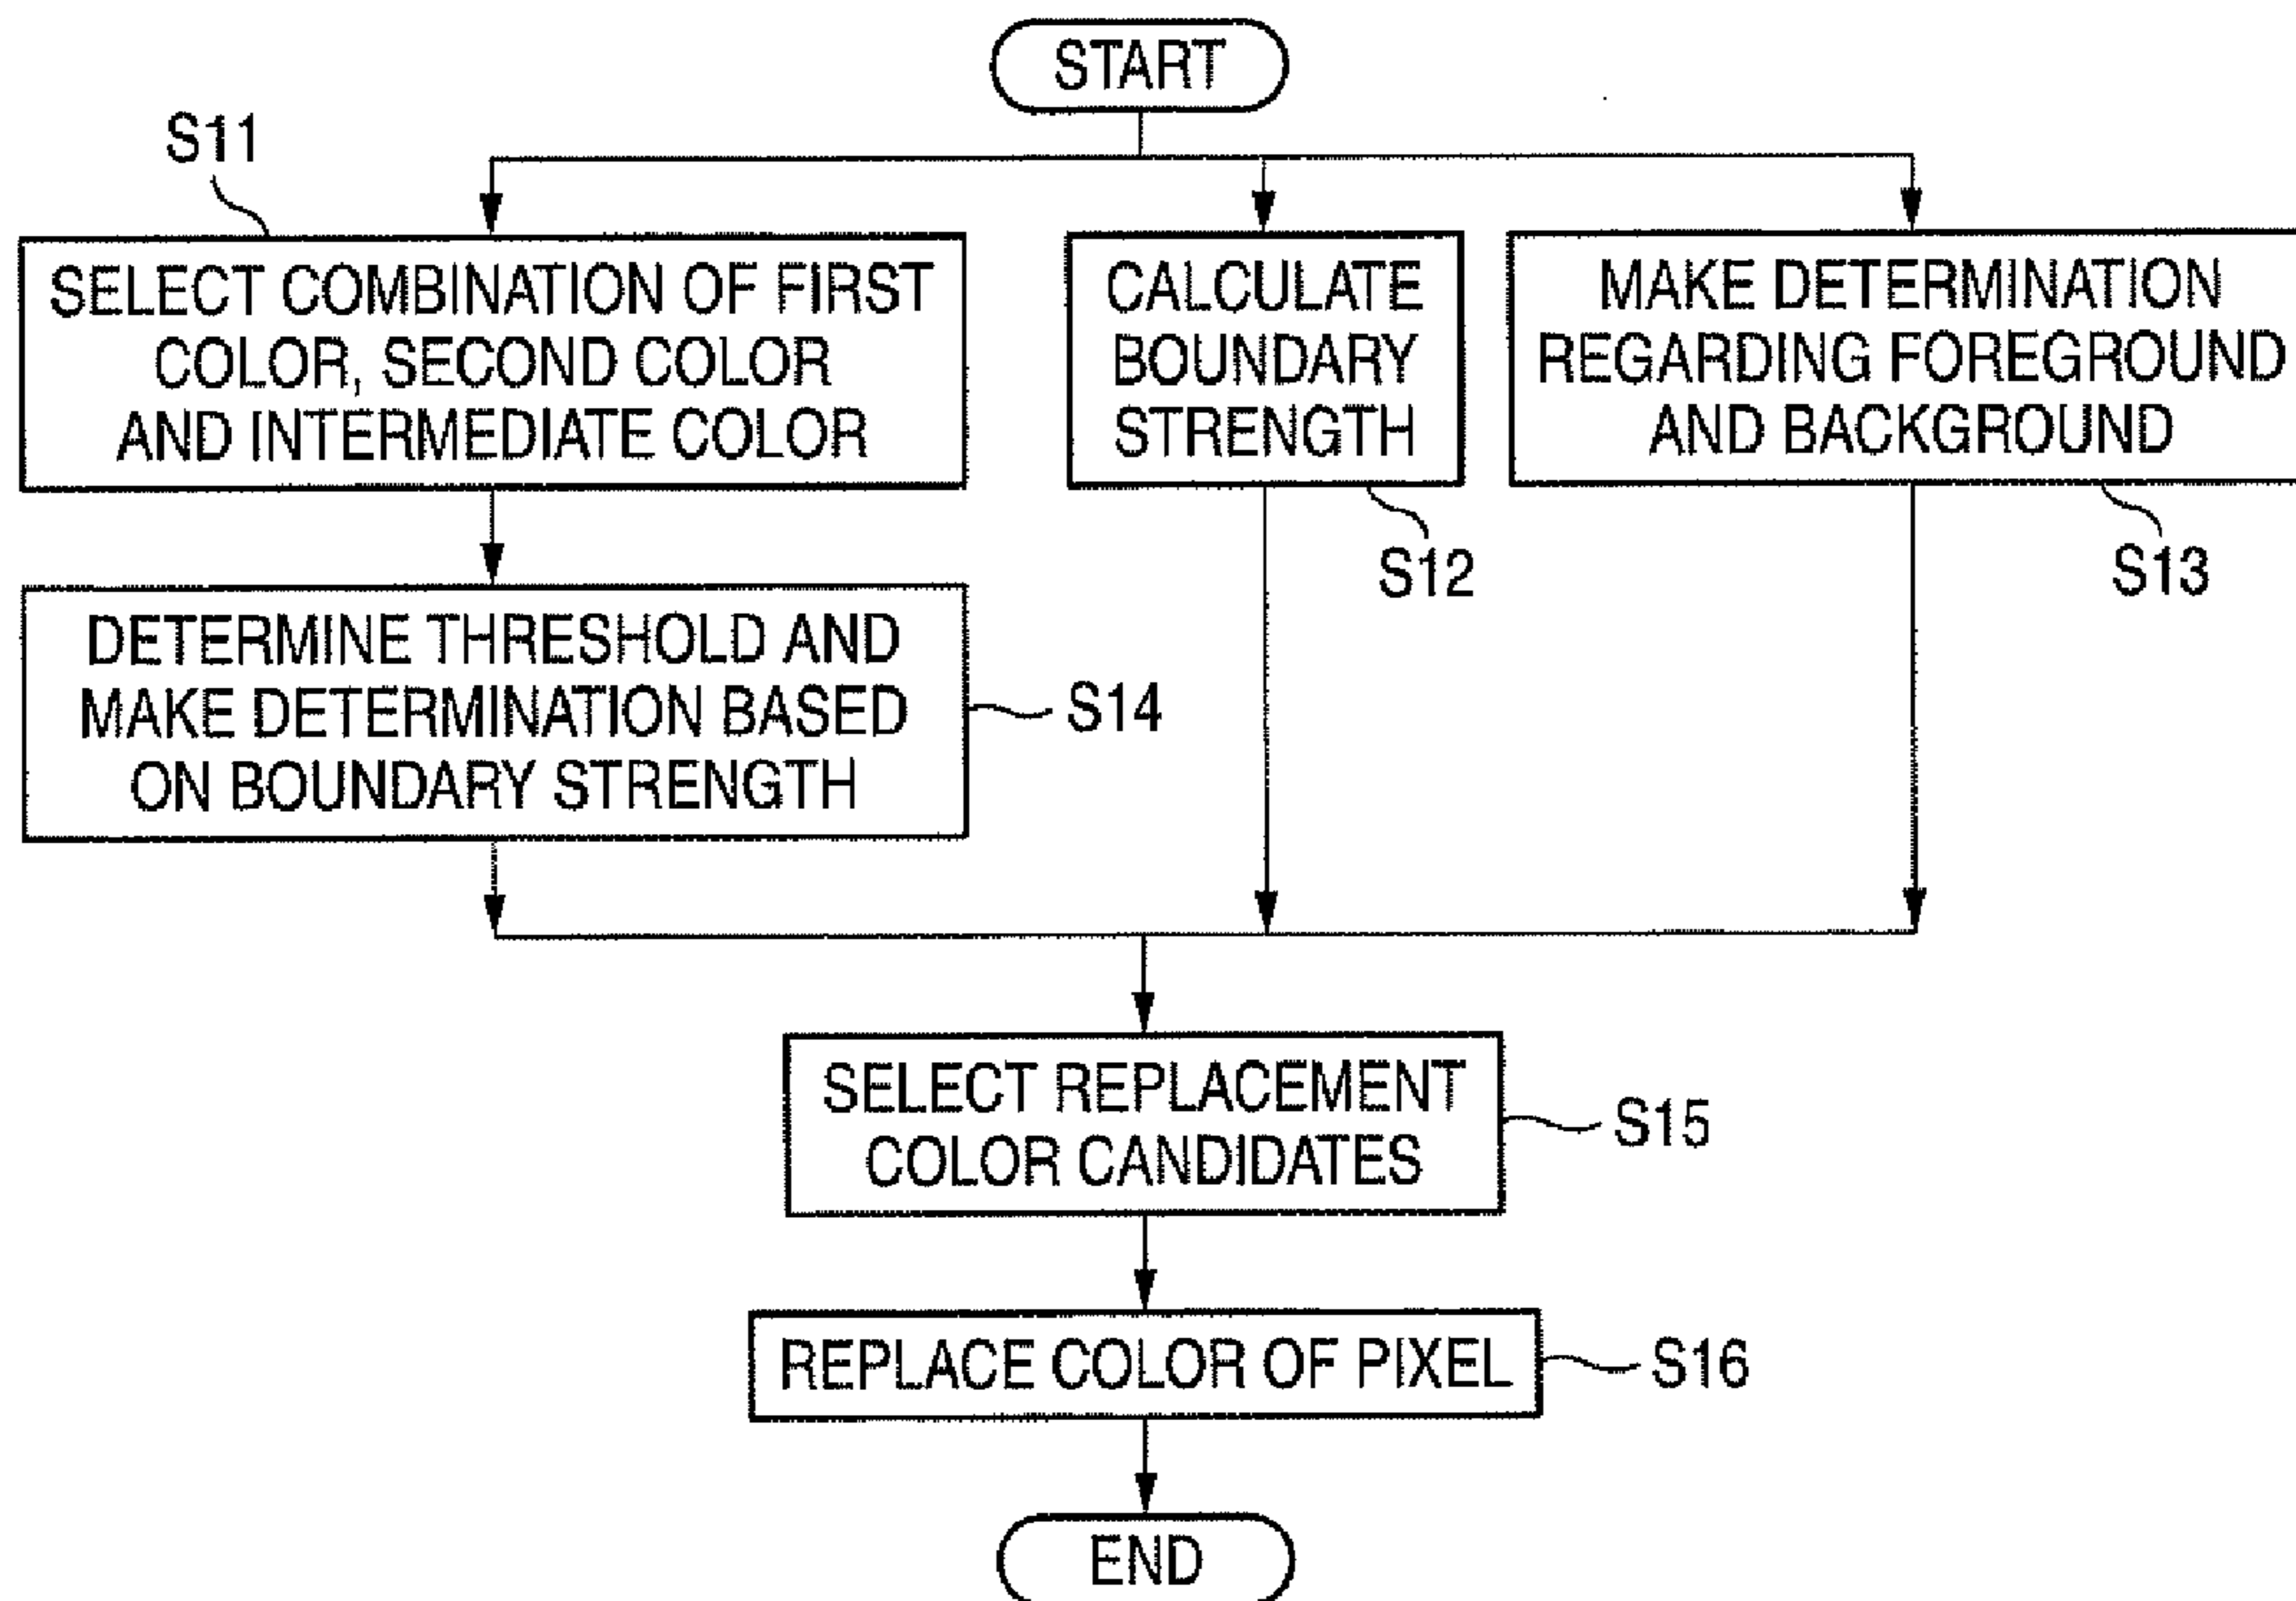 START
S11
SELECT COMBINATION OF FIRST
COLOR, SECOND COLOR
AND INTERMEDIATE COLOR
CALCULATE
BOUNDARY
STRENGTH
S12
MAKE DETERMINATION
REGARDING FOREGROUND
AND BACKGROUND
S13
DETERMINE THRESHOLD AND
MAKE DETERMINATION BASED
ON BOUNDARY STRENGTH
S14
SELECT REPLACEMENT
COLOR CANDIDATES
S15
REPLACE COLOR OF PIXEL
S16
END